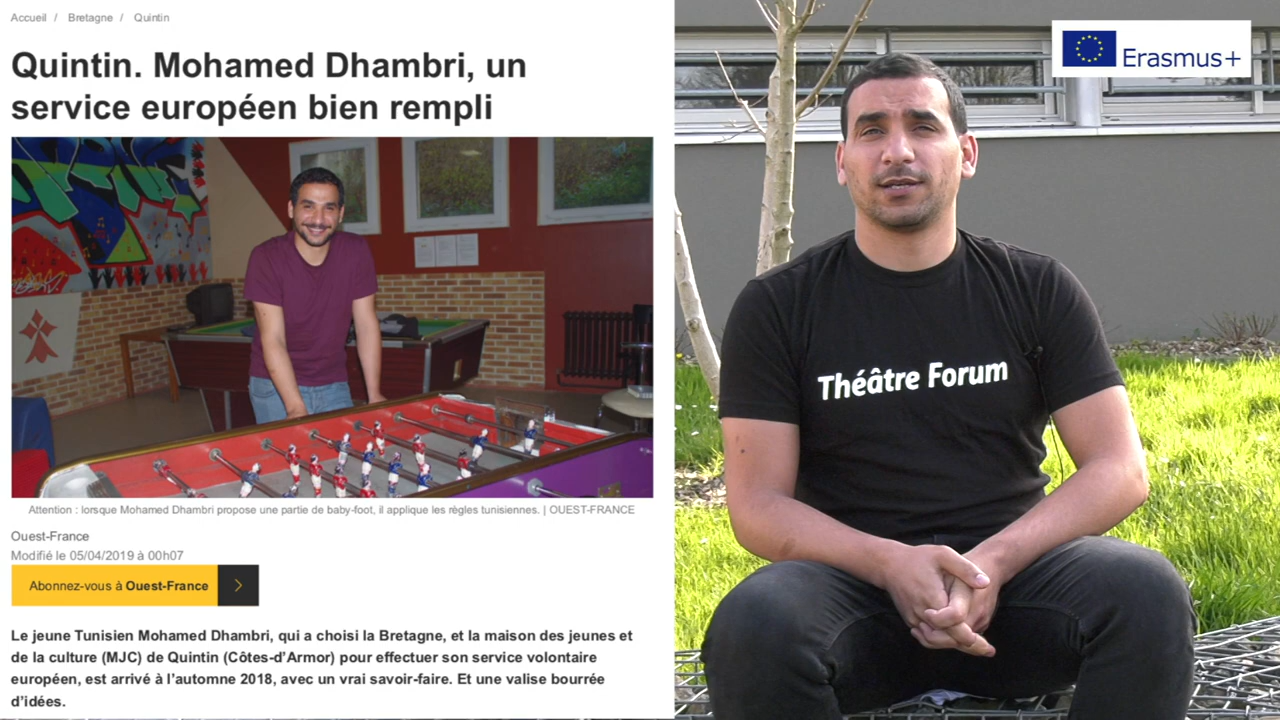 Accueil / Bretagne / Quintin
Quintin. Mohamed Dhambri, un
service européen bien rempli
Attention : lorsque Mohamed Dhambri propose une partie de baby-foot, il applique les règles tunisiennes. | OUEST-FRANCE
Ouest-France
Modifié le 05/04/2019 à 00h07
Abonnez-vous à Ouest-France
Le jeune Tunisien Mohamed Dhambri, qui a choisi la Bretagne, et la maison des jeunes et
de la culture (MJC) de Quintin (Côtes-d’Armor) pour effectuer son service volontaire
européen, est arrivé à l’automne 2018, avec un vrai savoir-faire. Et une valise bourrée
d’idées.
Erasmus+
Théâtre Forum